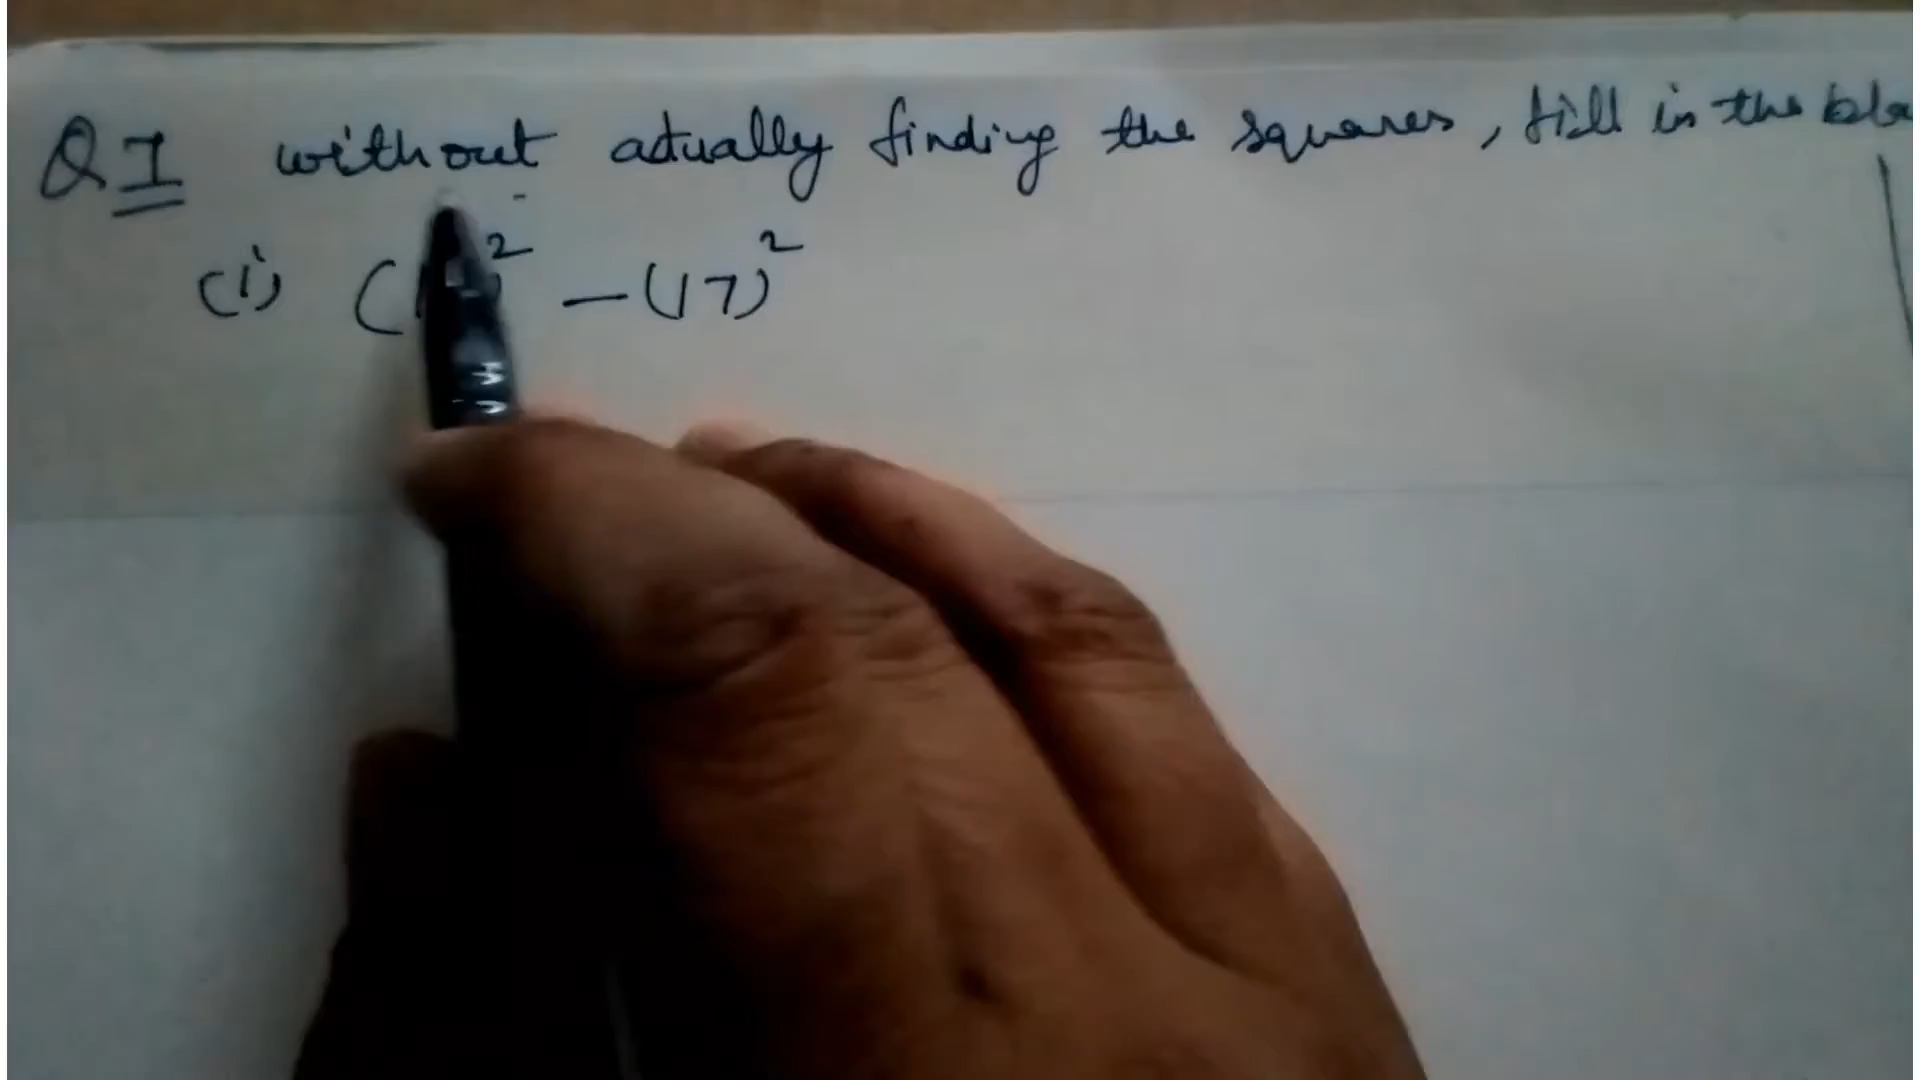 Q I without actually finding the squares, fill in the
(i) ( )² – (17)²